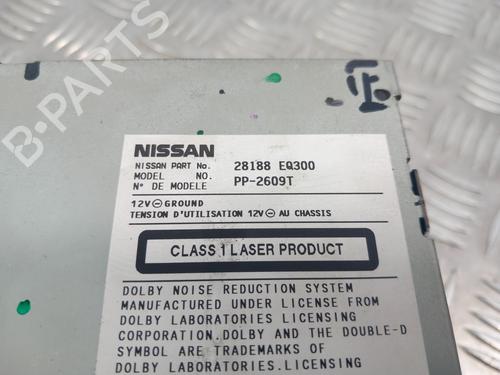 B-PARTS
NISSAN
NISSAN PART No. 28188 EQ300
MODEL NO. PP-2609T
N° DE MODELE
12V⊖GROUND
TENSION D'UTILISATION 12V⊖ AU CHASSIS
CLASS 1 LASER PRODUCT
DOLBY NOISE REDUCTION SYSTEM
MANUFACTURED UNDER LICENSE FROM
DOLBY LABORATORIES LICENSING
CORPORATION.DOLBY AND THE DOUBLE-D
SYMBOL ARE TRADEMARKS OF
DOLBY LABORATORIES.LICENSING